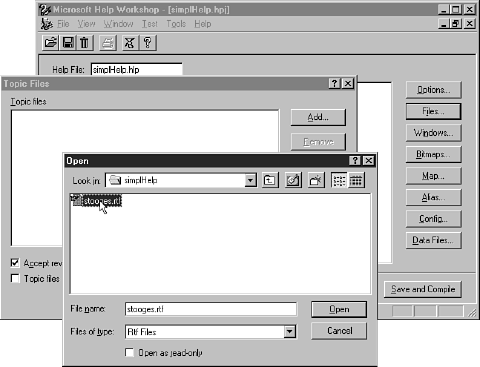 Microsoft Help Workshop - [simplHelp.hpj]
File View Window Test Tools Help
Help File: simplHelp.hlp
Options...
Files...
Windows...
Bitmaps...
Map...
Alias...
Config...
Data Files...
Save and Compile
Topic Files
Topic files
Add...
Remove
Accept rev
Topic files
Open
Look in: simplHelp
stooges.rtf
File name: stooges.rtf
Open
Files of type: Rtf Files
Cancel
Open as read-only